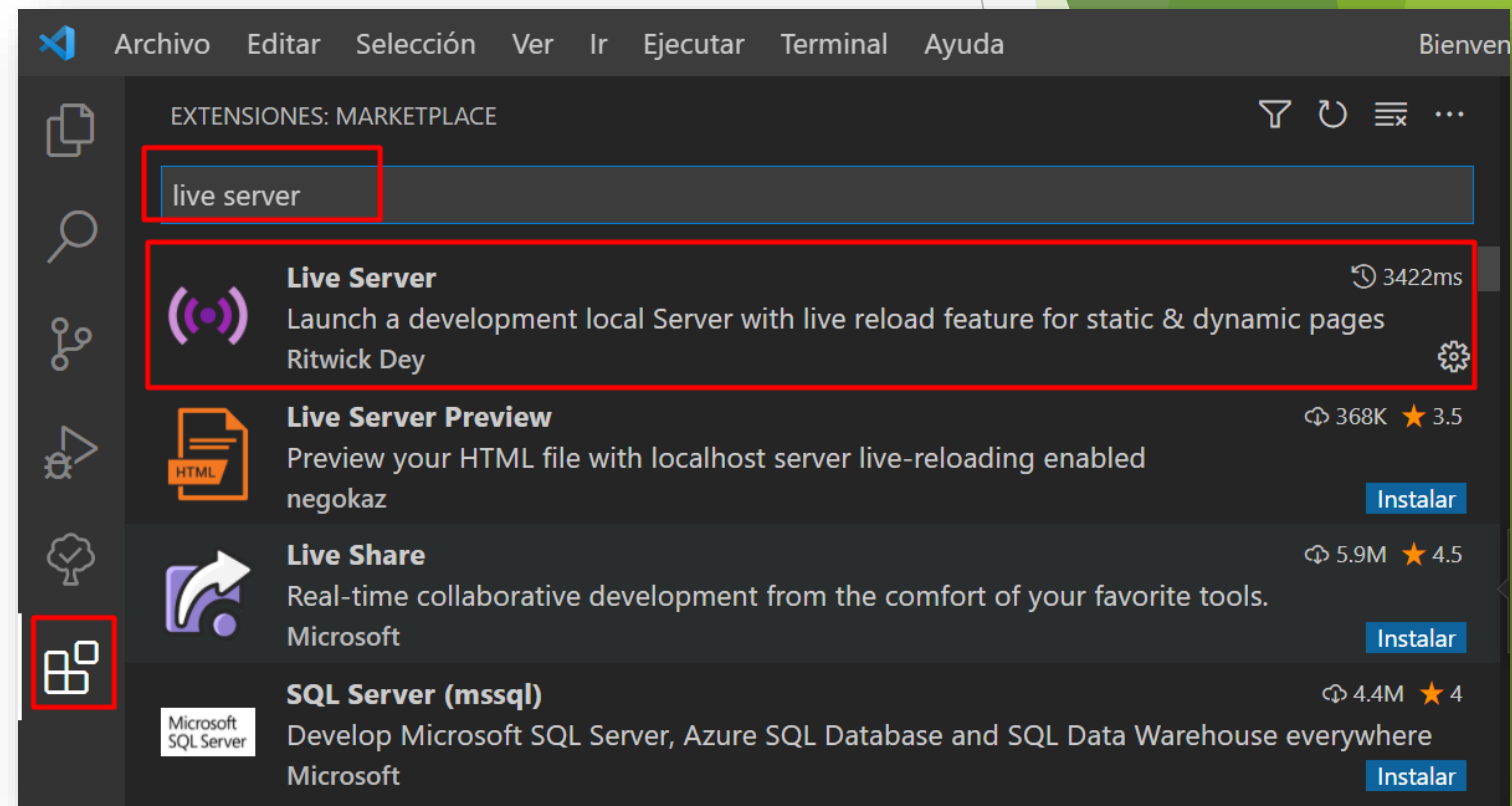 Archivo Editar Selección Ver Ir Ejecutar Terminal Ayuda Bienven
EXTENSIONES: MARKETPLACE
live server
Live Server 3422ms
Launch a development local Server with live reload feature for static & dynamic pages
Ritwick Dey
HTML
Live Server Preview 368K 3.5
Preview your HTML file with localhost server live-reloading enabled
negokaz Instalar
Live Share 5.9M 4.5
Real-time collaborative development from the comfort of your favorite tools.
Microsoft Instalar
Microsoft
SQL Server
SQL Server (mssql) 4.4M 4
Develop Microsoft SQL Server, Azure SQL Database and SQL Data Warehouse everywhere
Microsoft Instalar